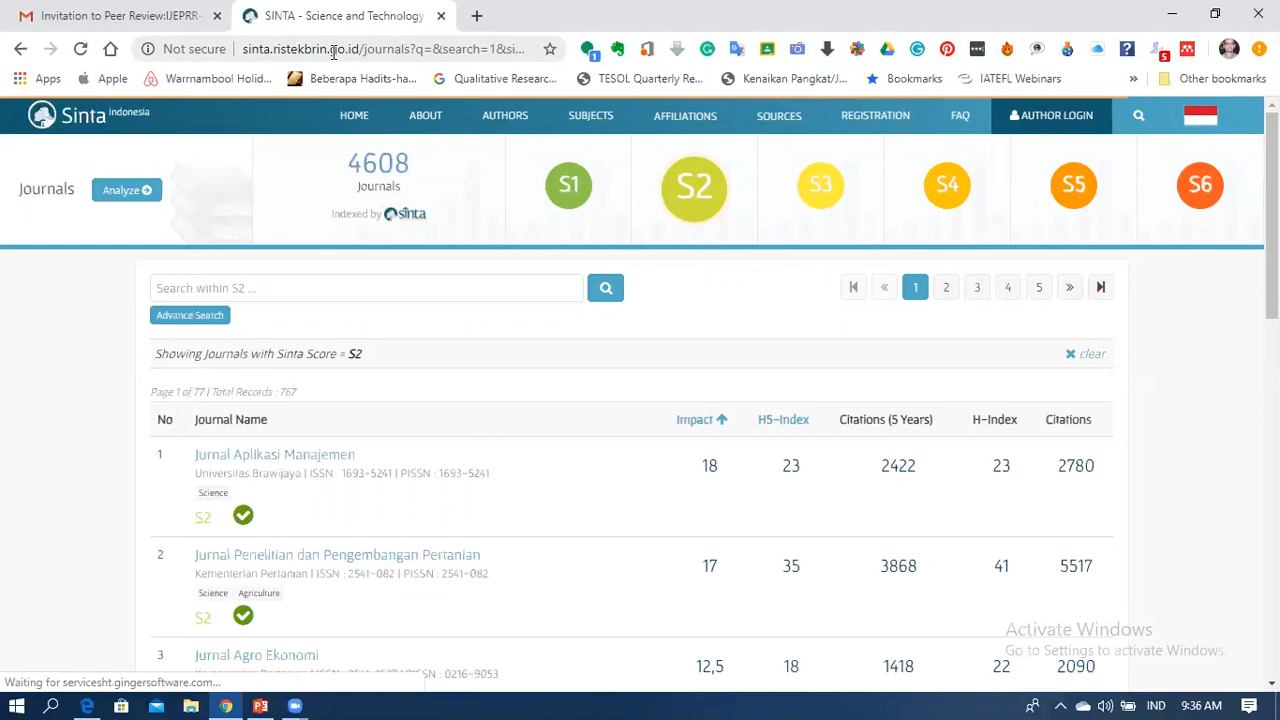 Invitation to Peer Review:IJEPRR-
SINTA - Science and Technology
Not secure
sinta.ristekbrin.go.id/journals?q=&search=1&si...
5
Apps
Apple
Warrnambool Holid...
Beberapa Hadits-ha...
Qualitative Researc...
TESOL Quarterly Re...
Kenaikan Pangkat/J...
Bookmarks
IATEFL Webinars
»
Other bookmarks
Sinta Indonesia
HOME
ABOUT
AUTHORS
SUBJECTS
AFFILIATIONS
SOURCES
REGISTRATION
FAQ
AUTHOR LOGIN
Journals
Analyze
4608
Journals
Indexed by sinta
S1
S2
S3
S4
S5
S6
Search within S2 ...
1 2 3 4 5 »
Advance Search
Showing Journals with Sinta Score = S2
clear
Page 1 of 77 | Total Records : 767
No Journal Name Impact H5-Index Citations (5 Years) H-Index Citations
1 Jurnal Aplikasi Manajemen
Universitas Brawijaya | ISSN : 1693-5241 | PISSN : 1693-5241
18 23 2422 23 2780
Science
S2
2 Jurnal Penelitian dan Pengembangan Pertanian
Kementerian Pertanian | ISSN : 2541-082 | PISSN : 2541-082
17 35 3868 41 5517
Science Agriculture
S2
3 Jurnal Agro Ekonomi
12,5 18 1418 22 2090
Activate Windows
Go to Settings to activate Windows.
Waiting for servicesht.gingersoftware.com...
IND
9:36 AM